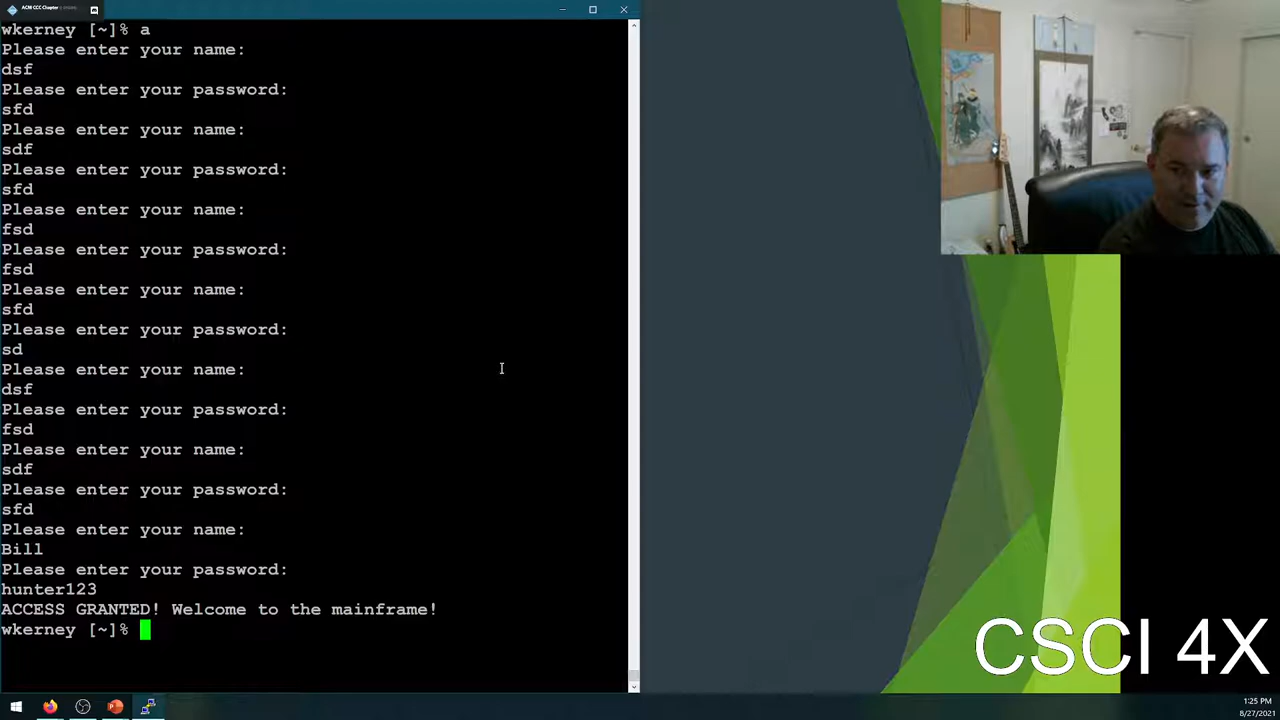 ACM CCC Chapter
wkerney [~]% a
Please enter your name:
dsf
Please enter your password:
sfd
Please enter your name:
sdf
Please enter your password:
sfd
Please enter your name:
fsd
Please enter your password:
fsd
Please enter your name:
sfd
Please enter your password:
sd
Please enter your name:
dsf
Please enter your password:
fsd
Please enter your name:
sdf
Please enter your password:
sfd
Please enter your name:
Bill
Please enter your password:
hunter123
ACCESS GRANTED! Welcome to the mainframe!
wkerney [~]%
CSCI 4X
1:25 PM
8/27/2021